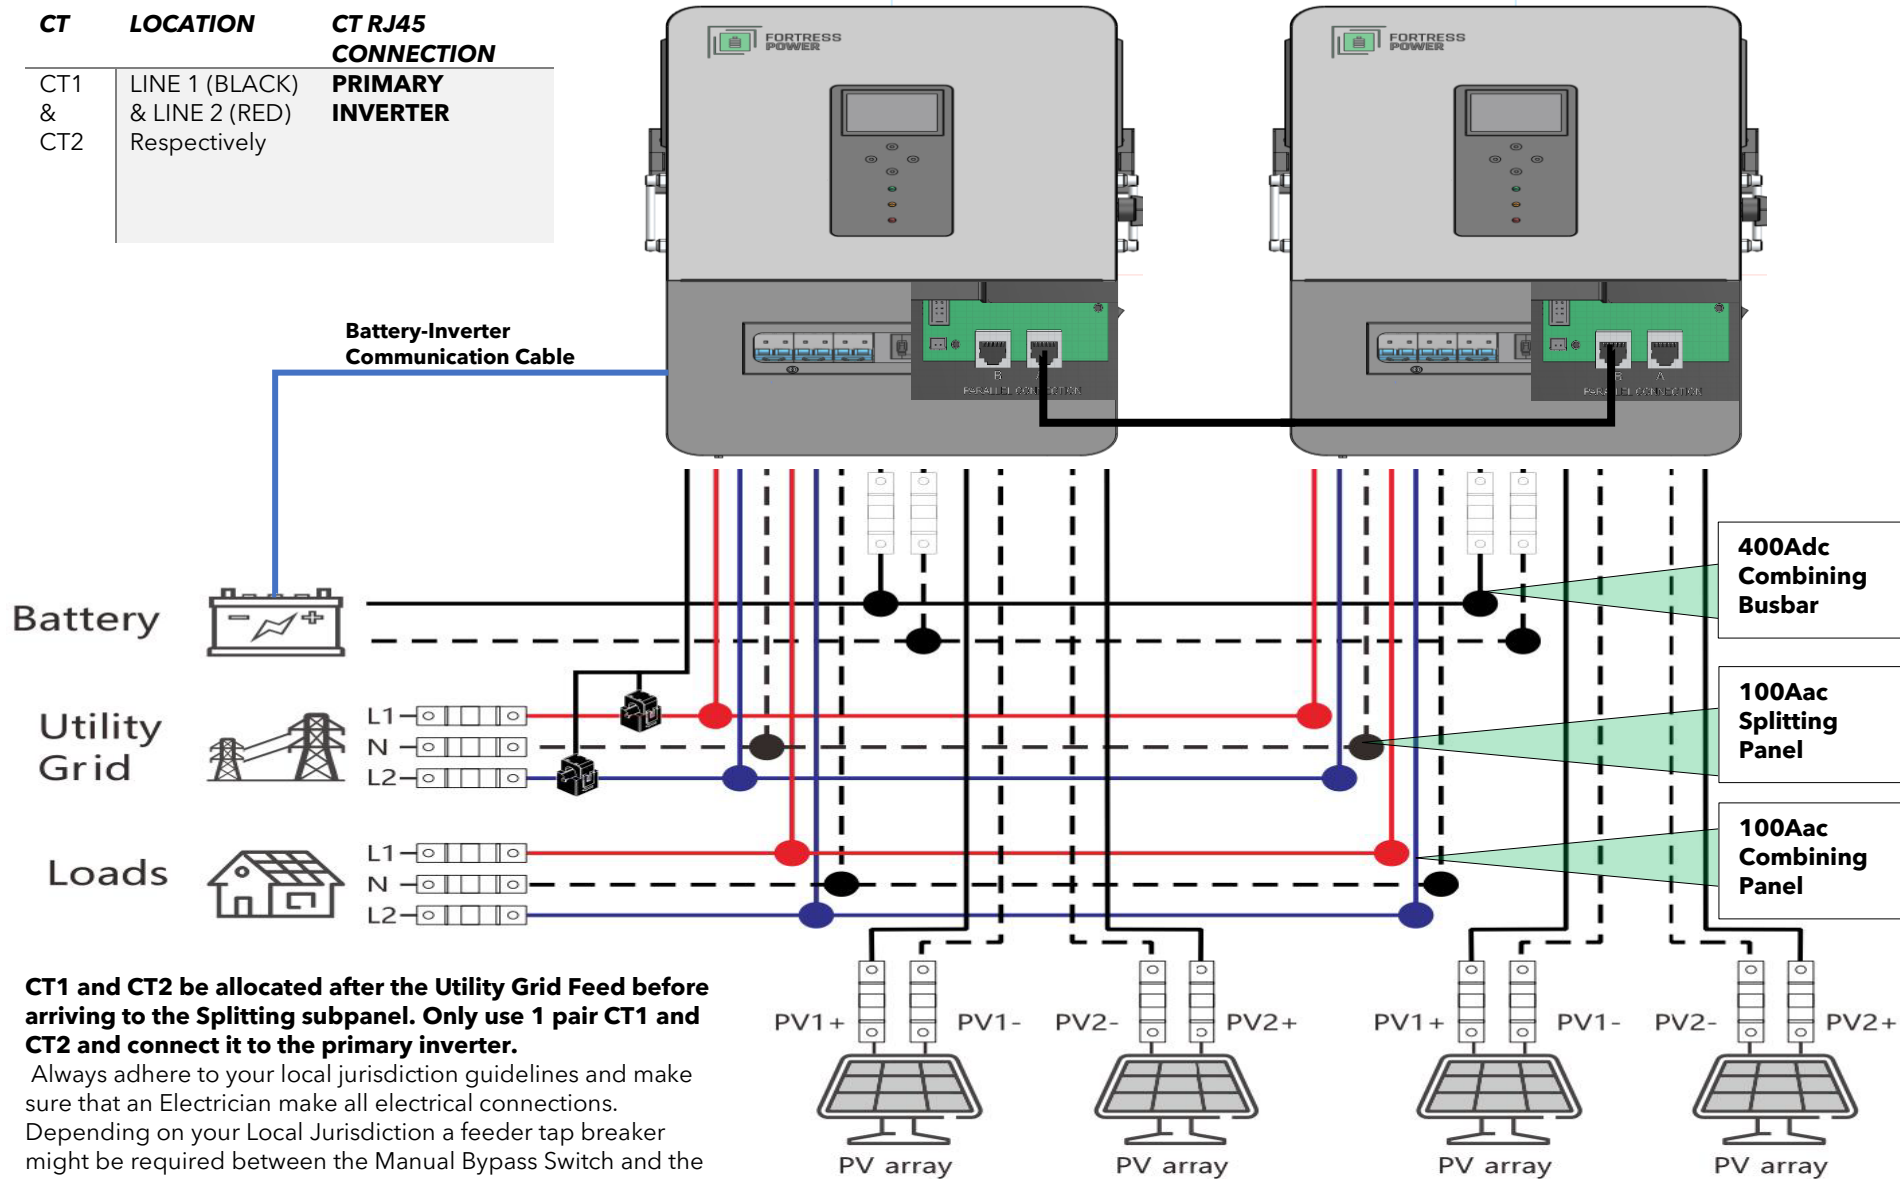 CT LOCATION CT RJ45
CONNECTION
CT1 LINE 1 (BLACK) PRIMARY
& & LINE 2 (RED) INVERTER
CT2 Respectively
FORTRESS
POWER
FORTRESS
POWER
Battery-Inverter
Communication Cable
B
PARALLEL CONNECTION
B A
PARALLEL CONNECTION
400Adc
Combining
Busbar
Battery
100Aac
Splitting
Panel
Utility
Grid
L1
N
L2
100Aac
Combining
Panel
Loads
L1
N
L2
CT1 and CT2 be allocated after the Utility Grid Feed before
arriving to the Splitting subpanel. Only use 1 pair CT1 and
CT2 and connect it to the primary inverter.
Always adhere to your local jurisdiction guidelines and make
sure that an Electrician make all electrical connections.
Depending on your Local Jurisdiction a feeder tap breaker
might be required between the Manual Bypass Switch and the
PV1+ PV1- PV2- PV2+ PV1+ PV1- PV2- PV2+
PV array PV array PV array PV array